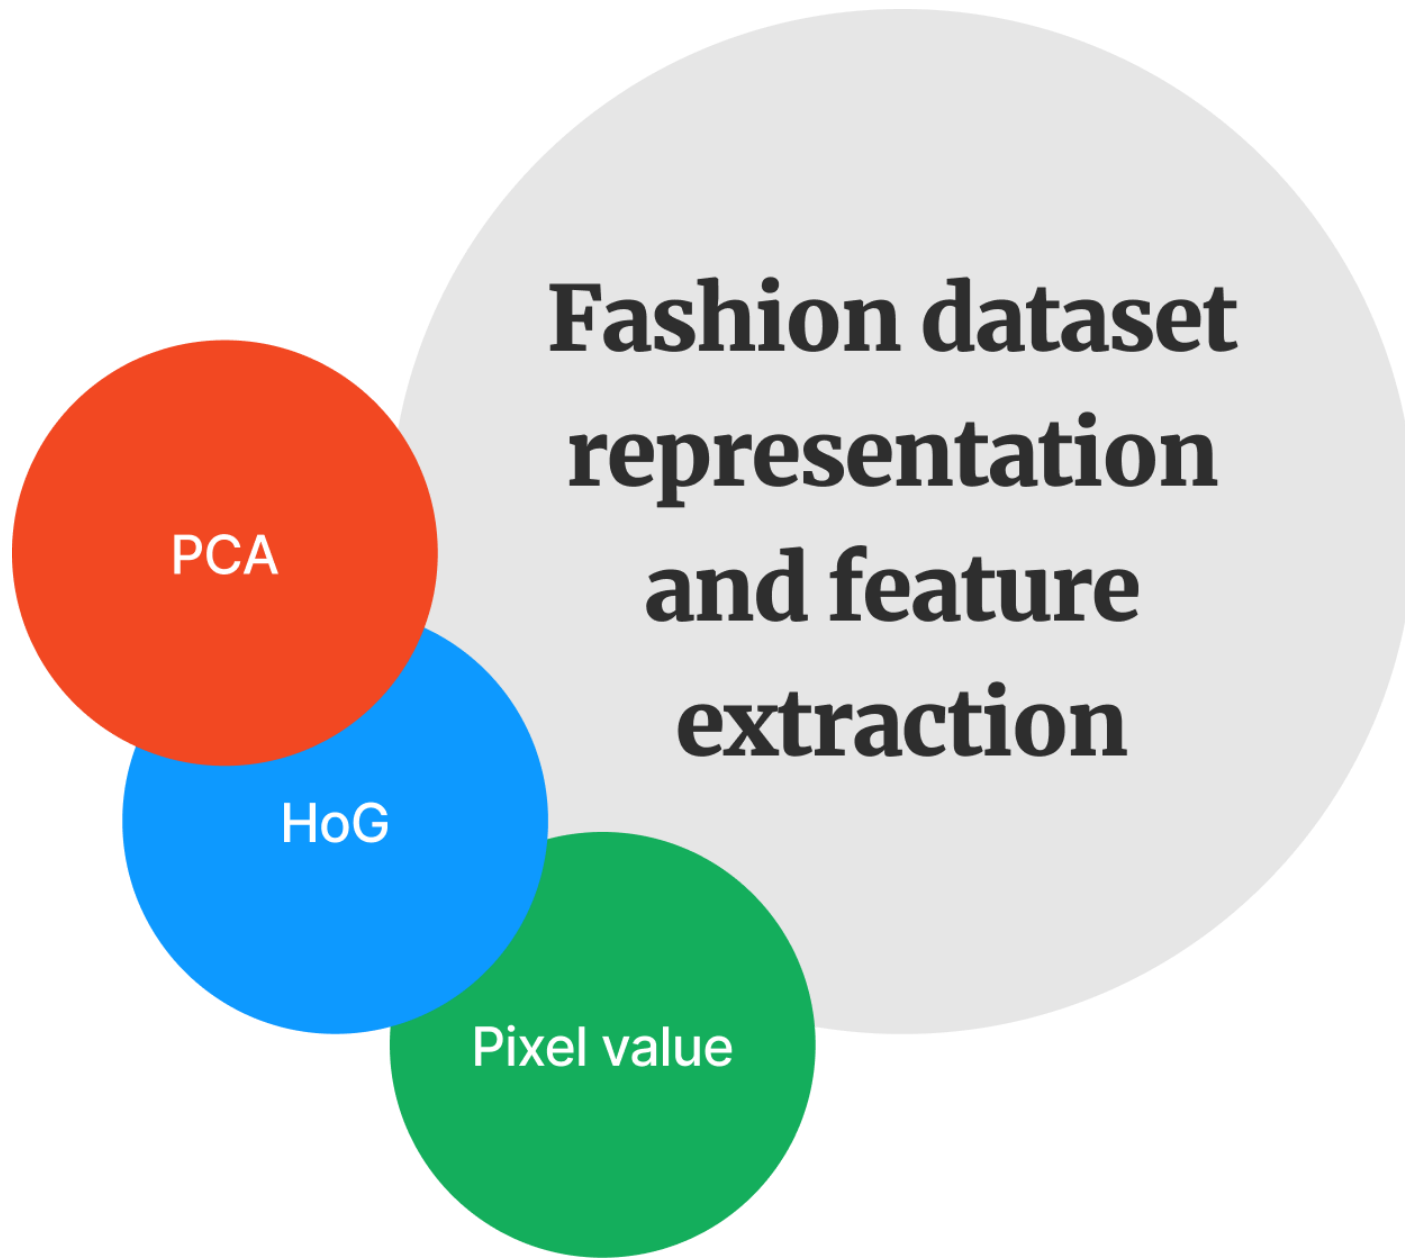 Fashion dataset
representation
and feature
extraction
PCA
HoG
Pixel value